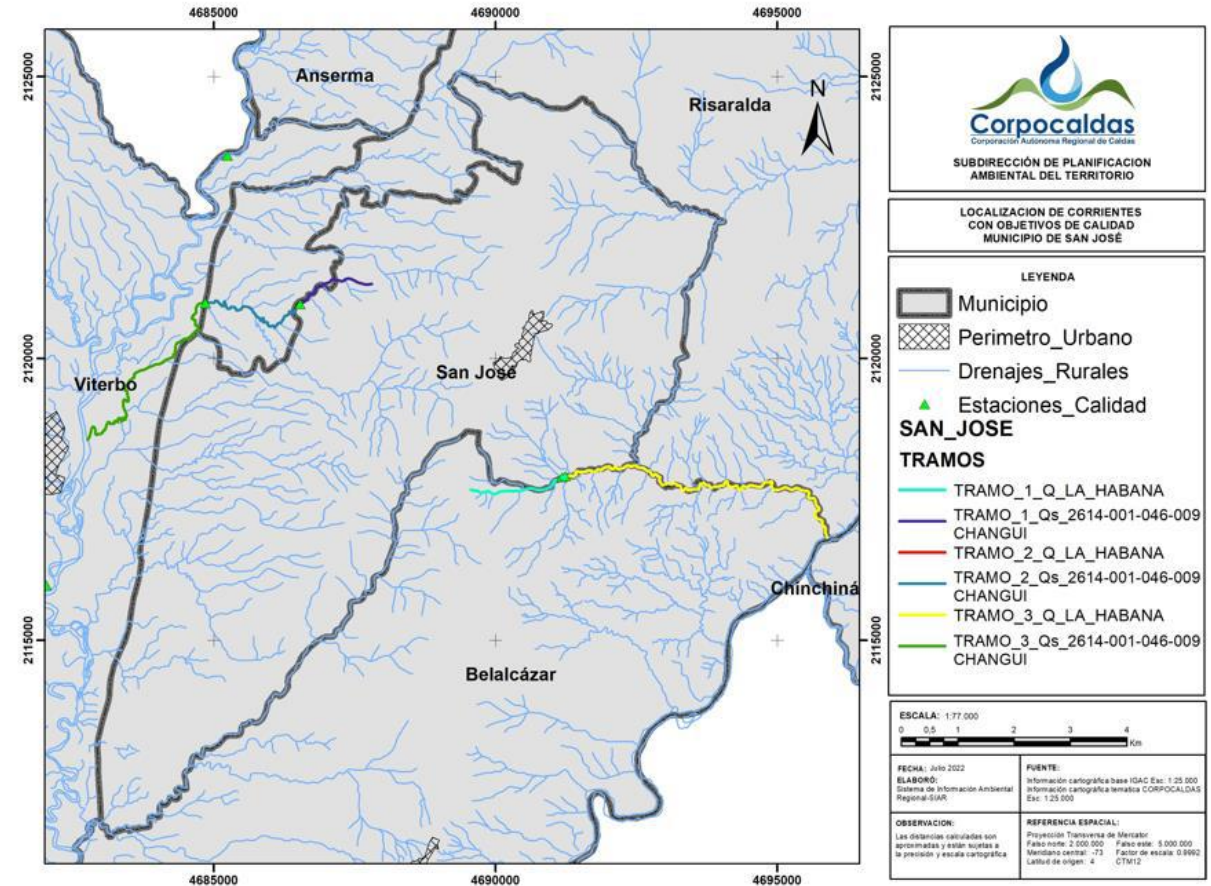 4685000
4690000
4695000
2125000
2120000
2115000
Anserma
Risaralda
N
San José
Viterbo
Chinchiná
Belalcázar
2125000
2120000
2115000
4685000
4690000
4695000
Corpocaldas
Corporación Autónoma Regional de Caldas
SUBDIRECCIÓN DE PLANIFICACION
AMBIENTAL DEL TERRITORIO
LOCALIZACION DE CORRIENTES
CON OBJETIVOS DE CALIDAD
MUNICIPIO DE SAN JOSÉ
LEYENDA
Municipio
Perimetro_Urbano
Drenajes_Rurales
Estaciones_Calidad
SAN_JOSE
TRAMOS
TRAMO_1_Q_LA_HABANA
TRAMO_1_Qs_2614-001-046-009
CHANGUI
TRAMO_2_Q_LA_HABANA
TRAMO_2_Qs_2614-001-046-009
CHANGUI
TRAMO_3_Q_LA_HABANA
TRAMO_3_Qs_2614-001-046-009
CHANGUI
ESCALA: 1:77.000
0 0,5 1 2 3 4
Km
FECHA: Julio 2022
ELABORÓ:
Sistema de Información Ambiental
Regional-SIAR
FUENTE:
Información cartográfica base IGAC Esc: 1:25.000
Información cartográfica tematica CORPOCALDAS
Esc: 1:25.000
OBSERVACION:
Las distancias calculadas son
aproximadas y están sujetas a
la precisión y escala cartográfica
REFERENCIA ESPACIAL:
Proyección Transversa de Mercator
Falso norte: 2.000.000 Falso este: 5.000.000
Meridiano central: -73 Factor de escala: 0.9992
Latitud de origen: 4 CTM12